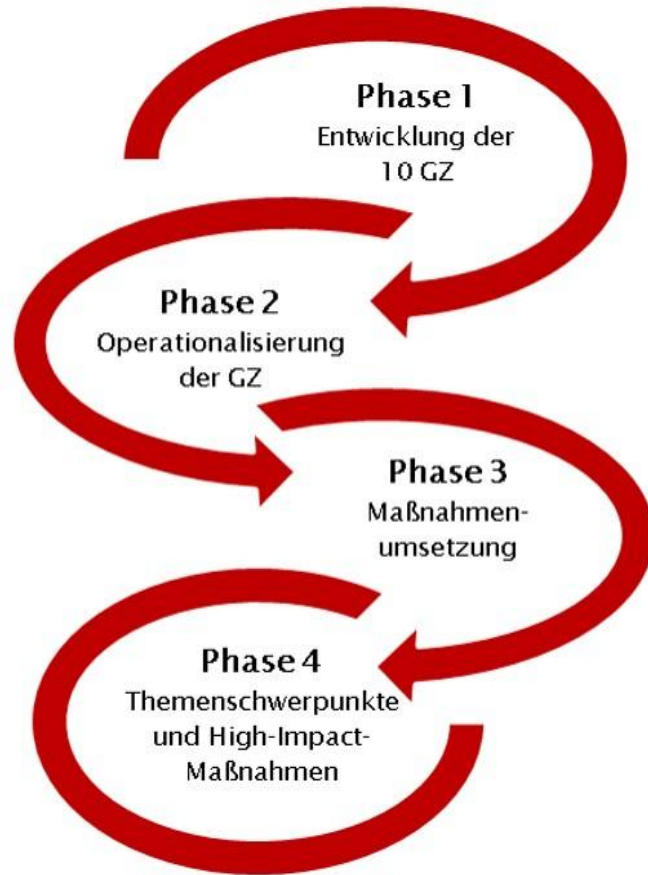 Phase 1
Entwicklung der
10 GZ
Phase 2
Operationalisierung
der GZ
Phase 3
Maßnahmen-
umsetzung
Phase 4
Themenschwerpunkte
und High-Impact-
Maßnahmen